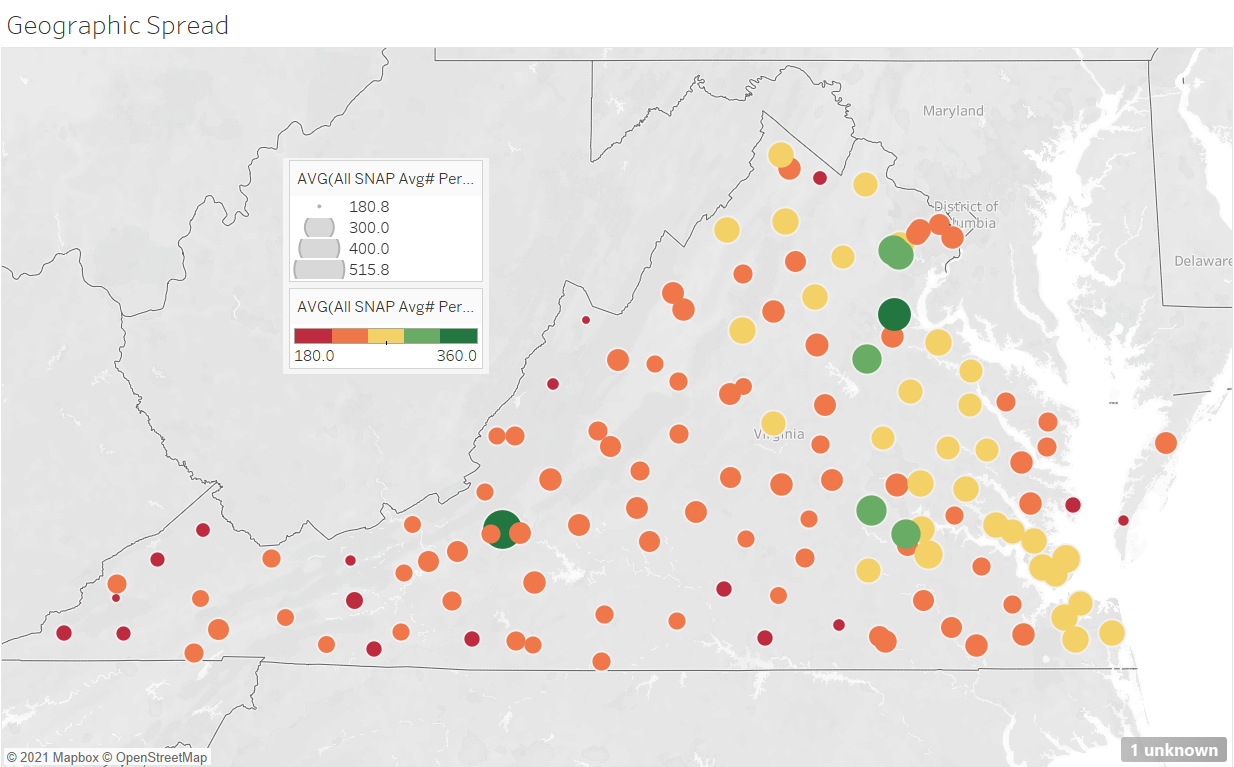 Geographic Spread
Maryland
AVG(All SNAP Avg# Per...
180.8
300.0
400.0
515.8
District of
Delaware
AVG(All SNAP Avg# Per...
180.0 360.0
Virginia
© 2021 Mapbox © OpenStreetMap
1 unknown